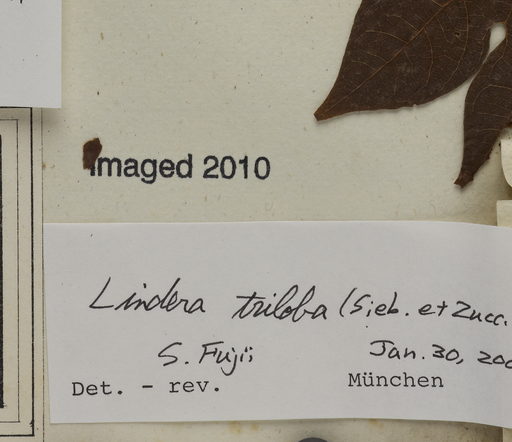 Imaged 2010
Lindera triloba (Sieb. et Zucc.
S. Fujii Jan. 30,
Det. - rev. München